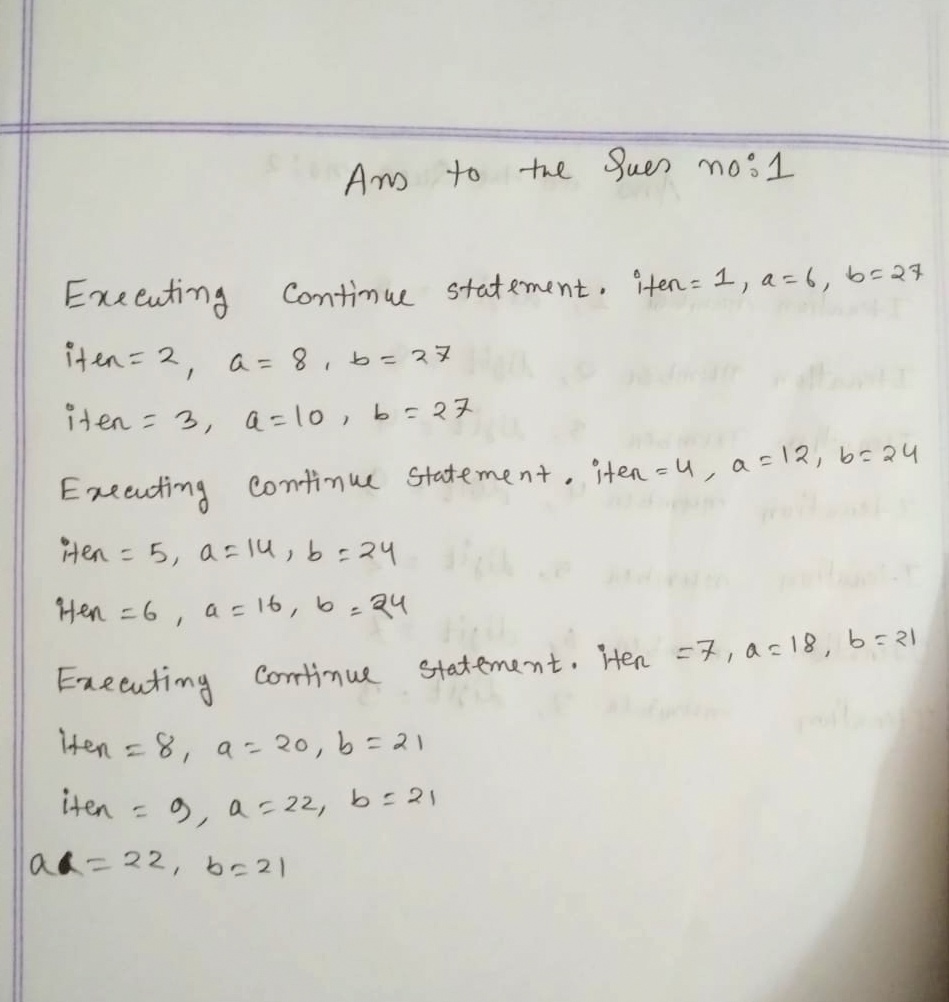 Ans to the Ques no: 1
Executing Continue statement. iter = 1, a = 6, b = 27
iter = 2, a = 8, b = 27
iter = 3, a = 10, b = 27
Executing Continue Statement. iter = 4, a = 12, b = 24
iter = 5, a = 14, b = 24
iter = 6, a = 16, b = 24
Executing Continue Statement. iter = 7, a = 18, b = 21
iter = 8, a = 20, b = 21
iter = 9, a = 22, b = 21
a = 22, b = 21